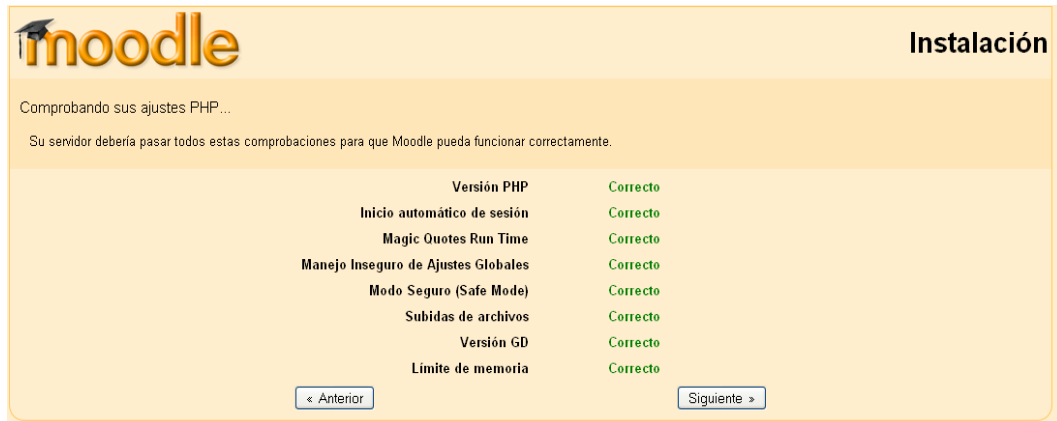 moodle
Instalación
Comprobando sus ajustes PHP...
Su servidor debería pasar todos estas comprobaciones para que Moodle pueda funcionar correctamente.
Versión PHP Correcto
Inicio automático de sesión Correcto
Magic Quotes Run Time Correcto
Manejo Inseguro de Ajustes Globales Correcto
Modo Seguro (Safe Mode) Correcto
Subidas de archivos Correcto
Versión GD Correcto
Límite de memoria Correcto
« Anterior Siguiente »